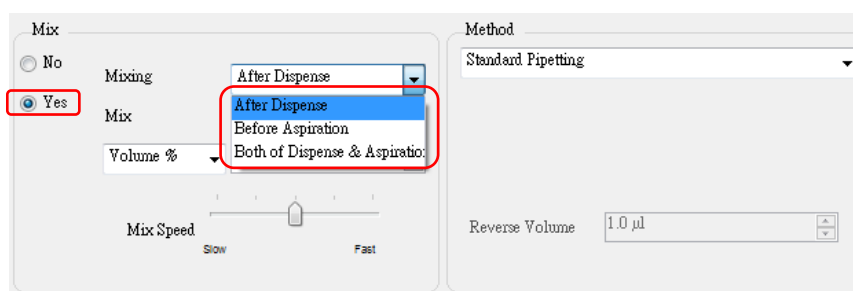 Mix
No
Yes
Mixing
After Dispense
After Dispense
Before Aspiration
Both of Dispense & Aspiratio
Mix
Volume %
Mix Speed
Slow
Fast
Method
Standard Pipetting
Reverse Volume
1.0 µl